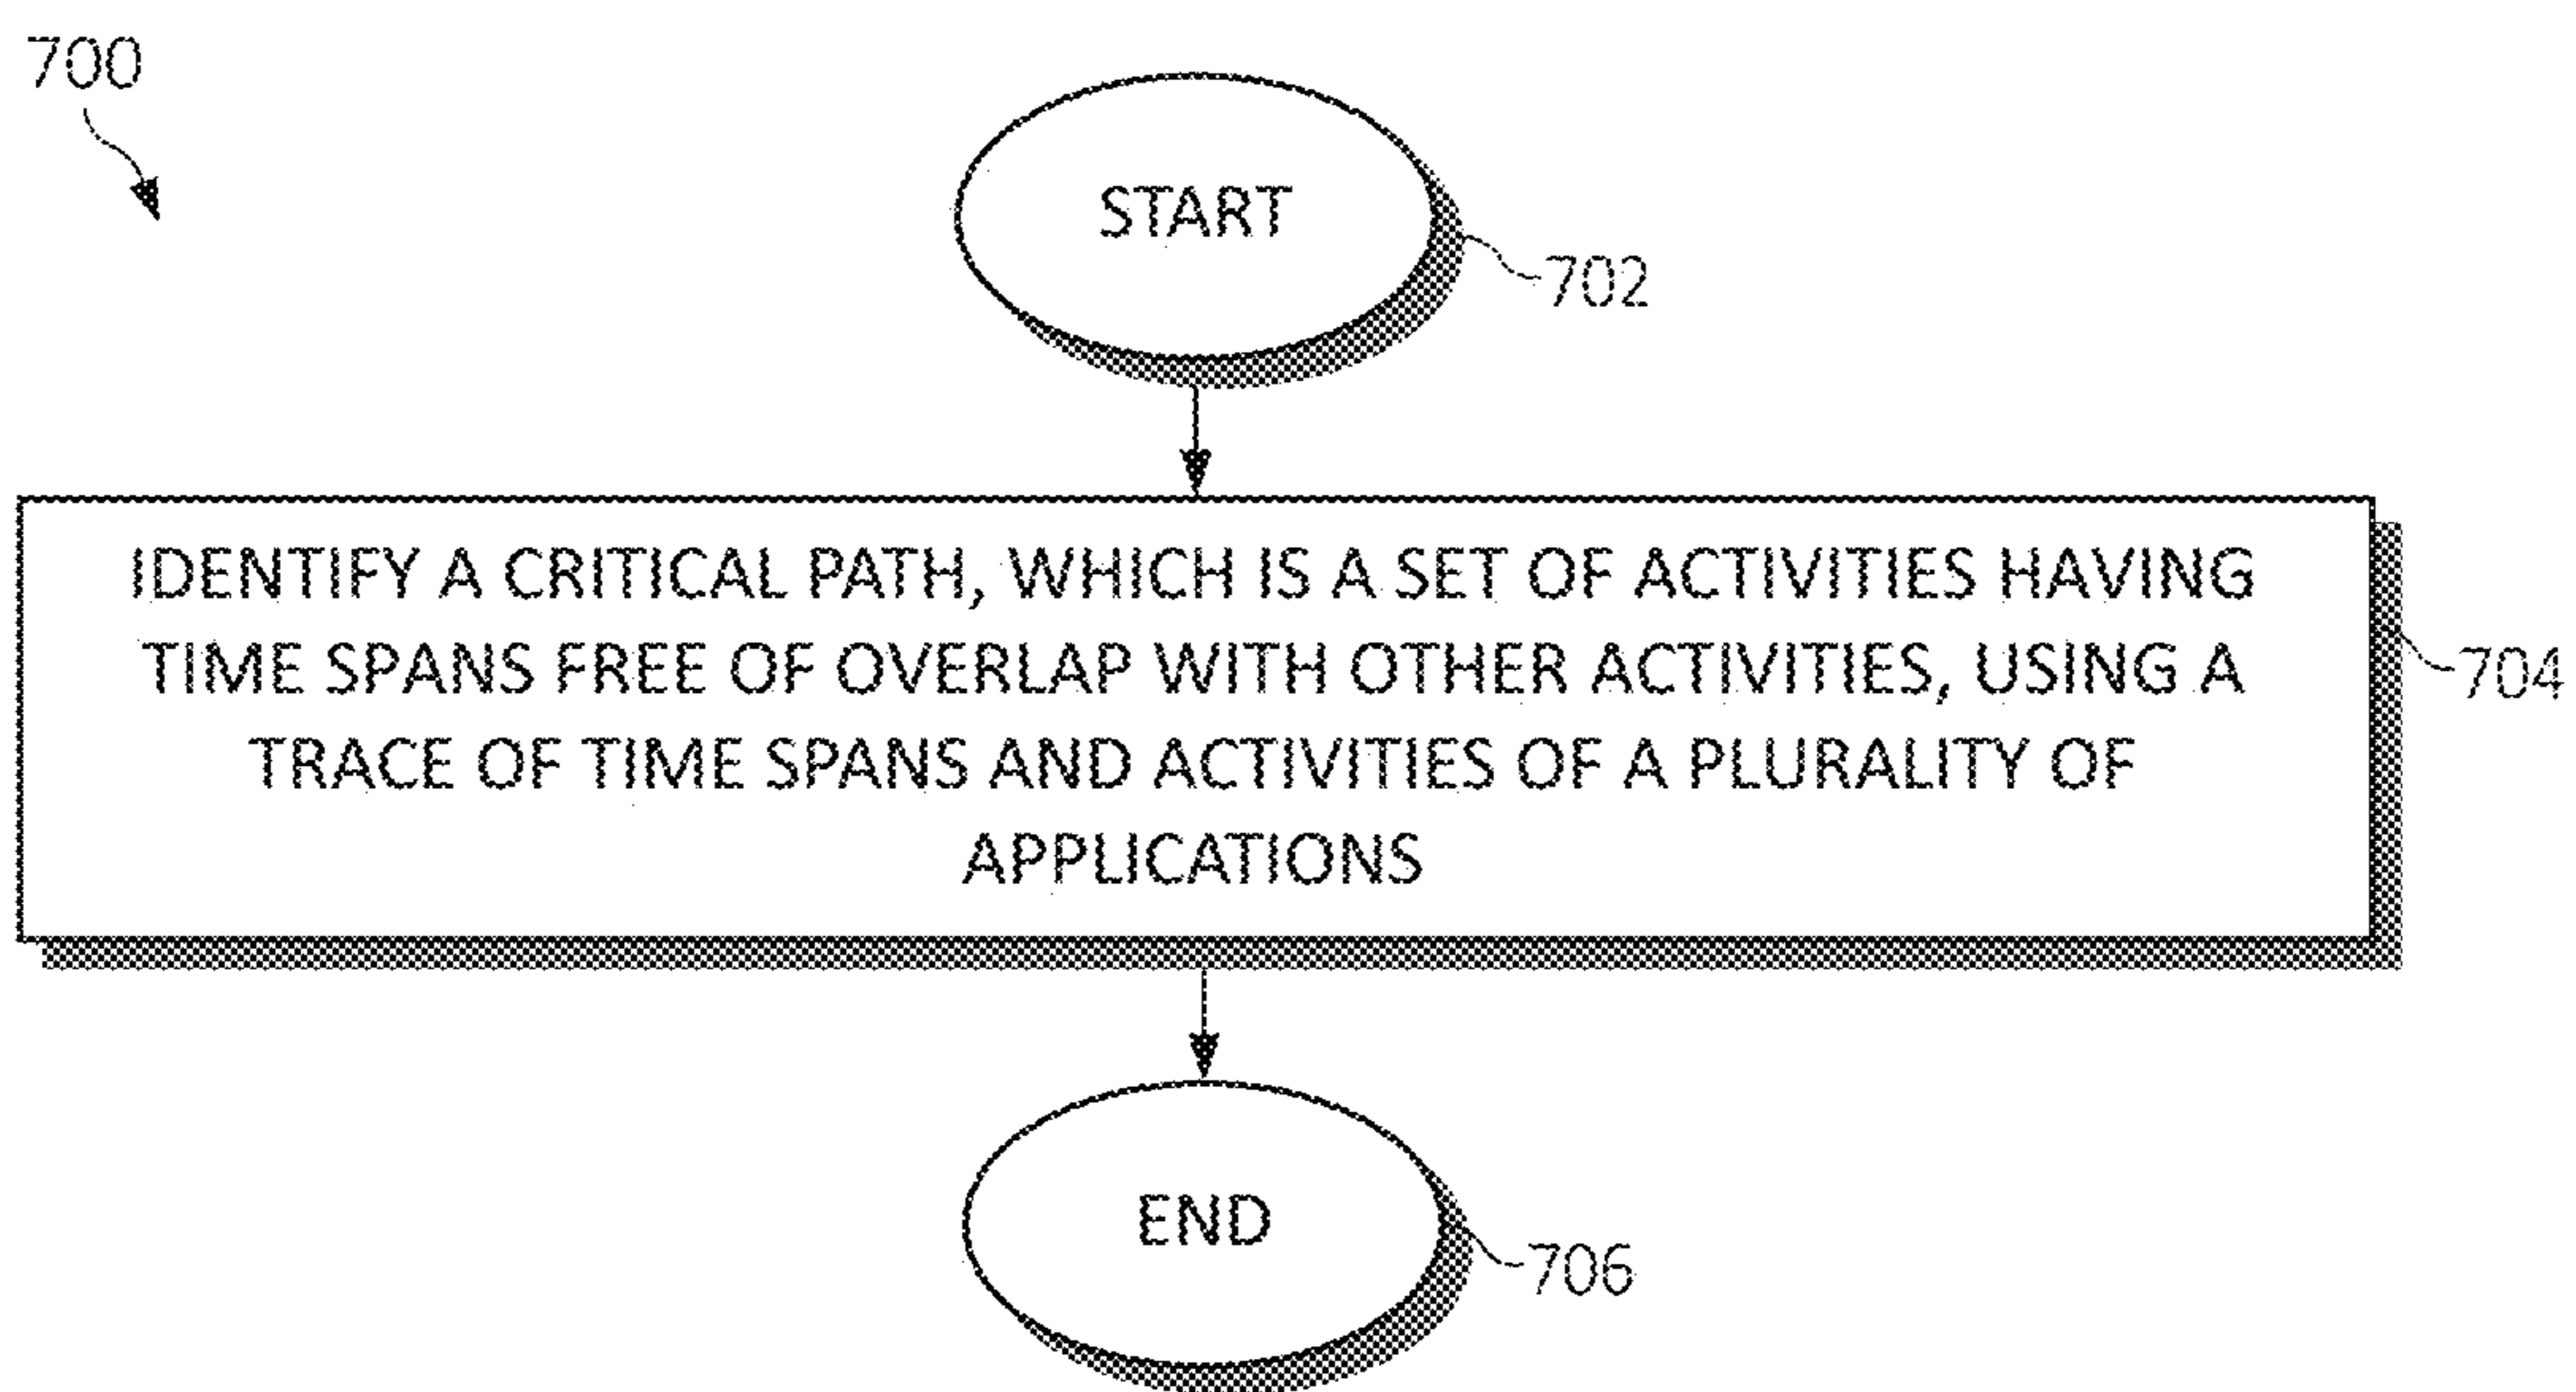 700
START
702
IDENTIFY A CRITICAL PATH, WHICH IS A SET OF ACTIVITIES HAVING
TIME SPANS FREE OF OVERLAP WITH OTHER ACTIVITIES, USING A
TRACE OF TIME SPANS AND ACTIVITIES OF A PLURALITY OF
APPLICATIONS
704
END
706